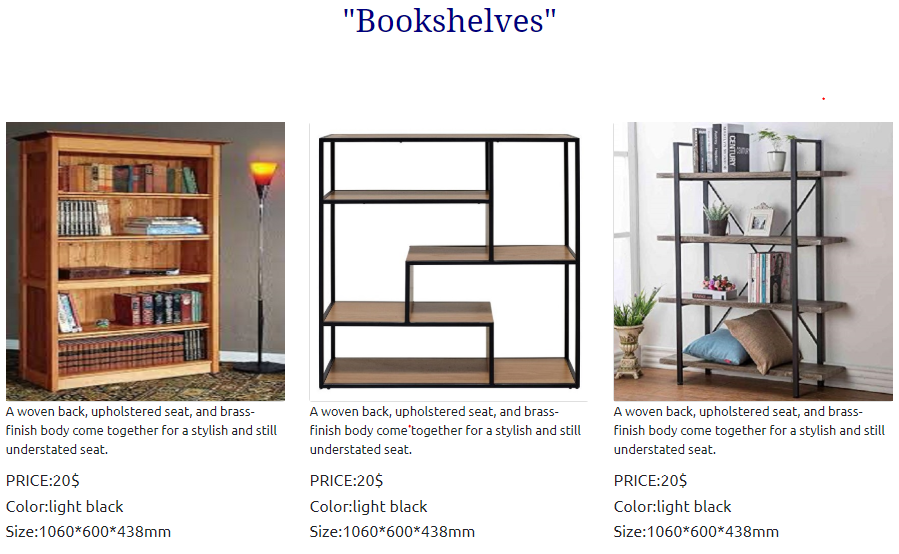 "Bookshelves"
CENTURY
A woven back, upholstered seat, and brass-
finish body come together for a stylish and still
understated seat.
PRICE:20$
Color:light black
Size:1060*600*438mm
A woven back, upholstered seat, and brass-
finish body come together for a stylish and still
understated seat.
PRICE:20$
Color:light black
Size:1060*600*438mm
A woven back, upholstered seat, and brass-
finish body come together for a stylish and still
understated seat.
PRICE:20$
Color:light black
Size:1060*600*438mm